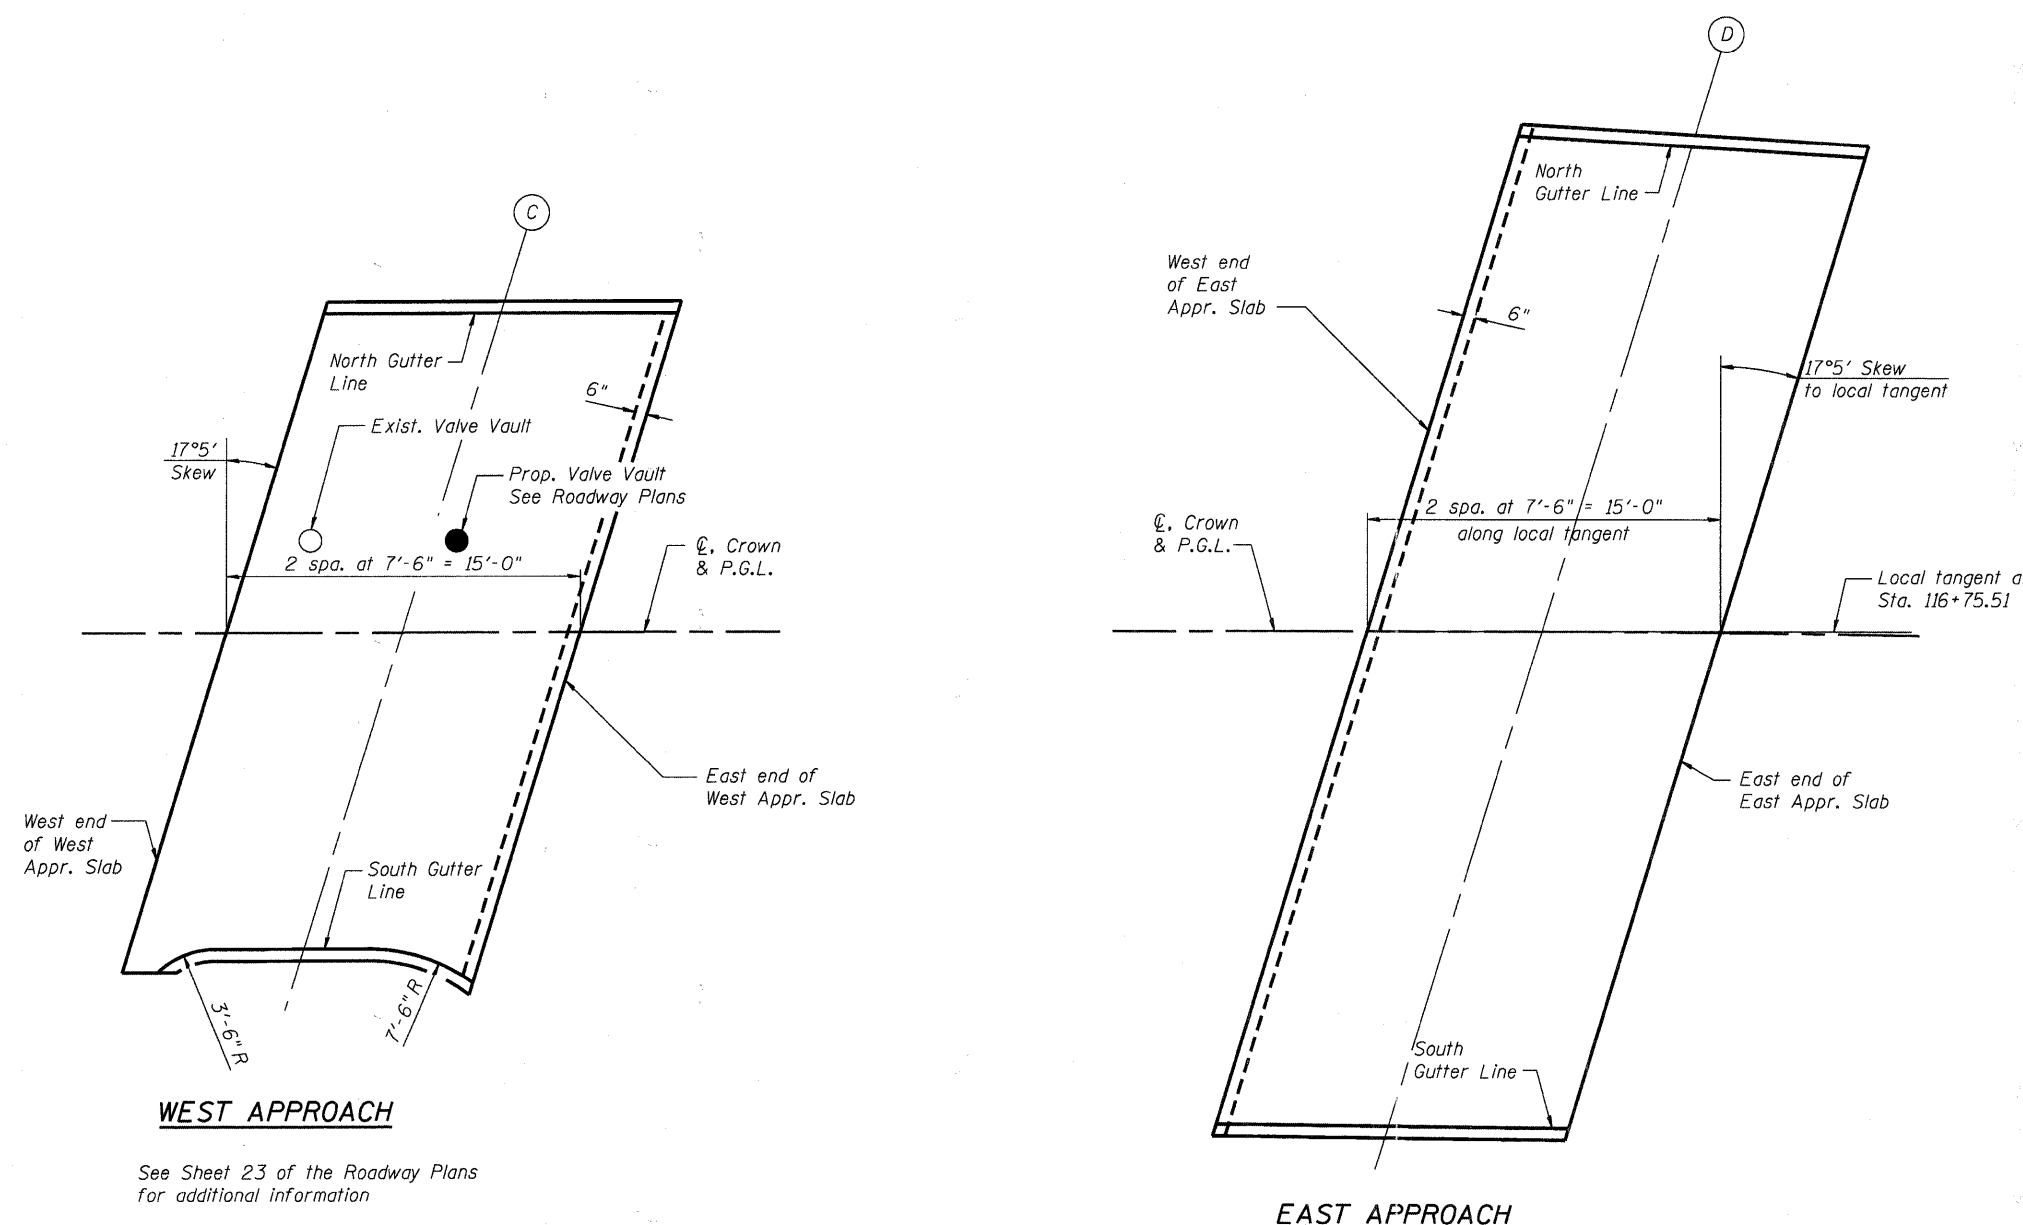 C
North Gutter
Line
6"
Exist. Valve Vault
17°5'
Skew
Prop. Valve Vault
See Roadway Plans
2 spa. at 7'-6" = 15'-0"
℄, Crown
& P.G.L.
East end of
West Appr. Slab
West end
of West
Appr. Slab
South Gutter
Line
3'-6" R
7'-6" R
WEST APPROACH
See Sheet 23 of the Roadway Plans
for additional information
D
North
Gutter Line
West end
of East
Appr. Slab
6"
17°5' Skew
to local tangent
2 spa. at 7'-6" = 15'-0"
along local tangent
℄, Crown
& P.G.L.
Local tangent a
Sta. 116+75.51
East end of
East Appr. Slab
South
Gutter Line
EAST APPROACH